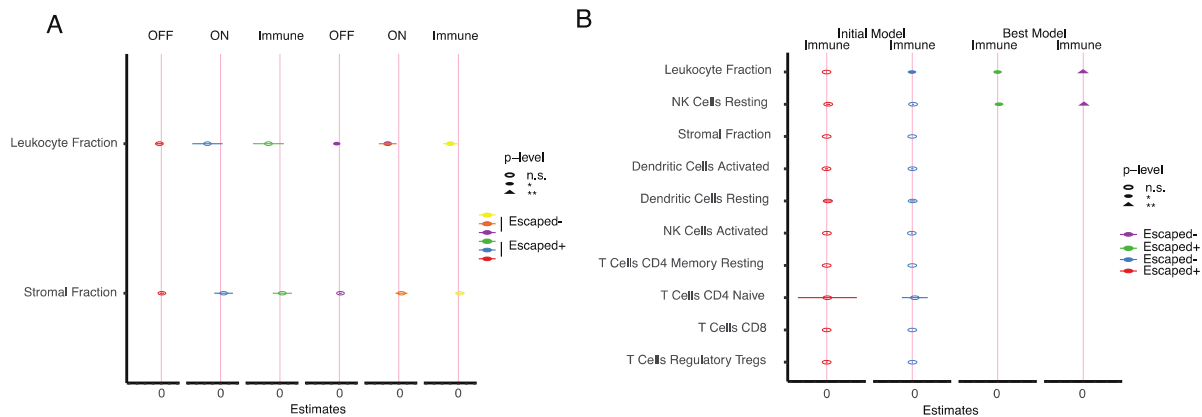 A
OFF ON Immune OFF ON Immune
Leukocyte Fraction
Stromal Fraction
p–level
n.s.
*
**
Escaped-
Escaped+
0 0 0 0 0 0
Estimates
B
Initial Model Best Model
Immune Immune Immune Immune
Leukocyte Fraction
NK Cells Resting
Stromal Fraction
Dendritic Cells Activated
Dendritic Cells Resting
NK Cells Activated
T Cells CD4 Memory Resting
T Cells CD4 Naive
T Cells CD8
T Cells Regulatory Tregs
p–level
n.s.
*
**
Escaped-
Escaped+
Escaped-
Escaped+
0 0 0 0
Estimates